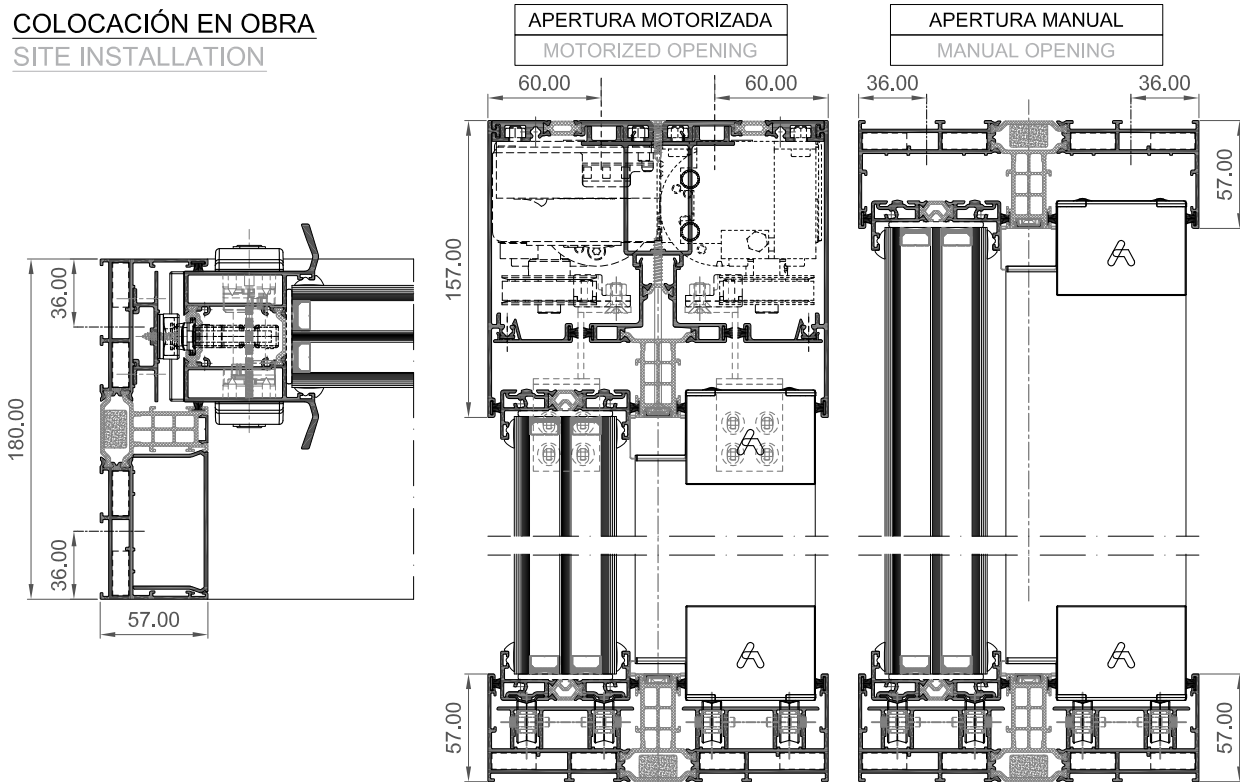 COLOCACIÓN EN OBRA
SITE INSTALLATION
APERTURA MOTORIZADA
MOTORIZED OPENING
APERTURA MANUAL
MANUAL OPENING
60.00
60.00
36.00
36.00
157.00
57.00
36.00
180.00
36.00
57.00
57.00
57.00